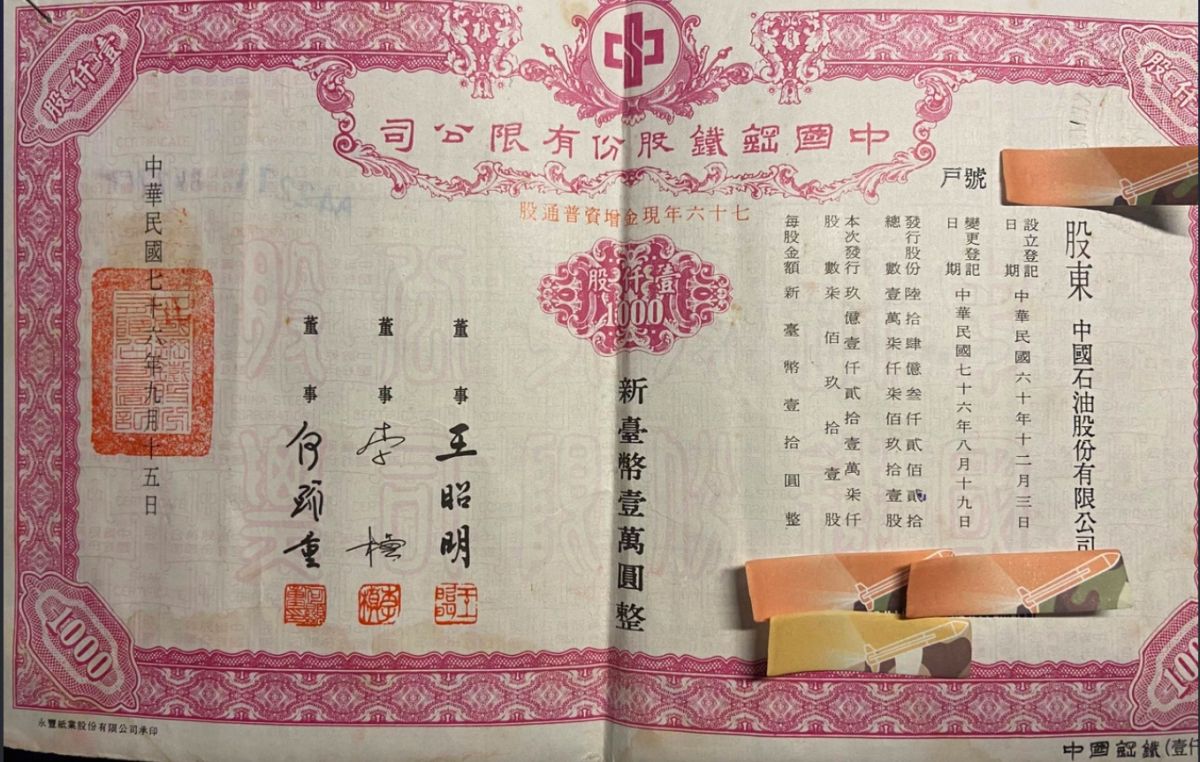 中國鋼鐵股份有限公司
七十六年現金增資普通股
壹仟股
股仟
壹仟股
1000
戶號
股東 中國石油股份有限公司
設立登記日期 中華民國六十年十二月三日
變更登記日期 中華民國七十六年八月十九日
發行股份總數 陸拾肆億叁仟貳佰貳拾壹萬柒仟柒佰玖拾壹股
本次發行股數 玖億壹仟貳拾壹萬柒仟柒佰玖拾壹股
每股金額 新臺幣壹拾圓整
新臺幣壹萬圓整
董事 王昭明
董事 李模
董事 何顯重
中華民國七十六年九月十五日
1000
永豐紙業股份有限公司承印
中國鋼鐵(壹仟